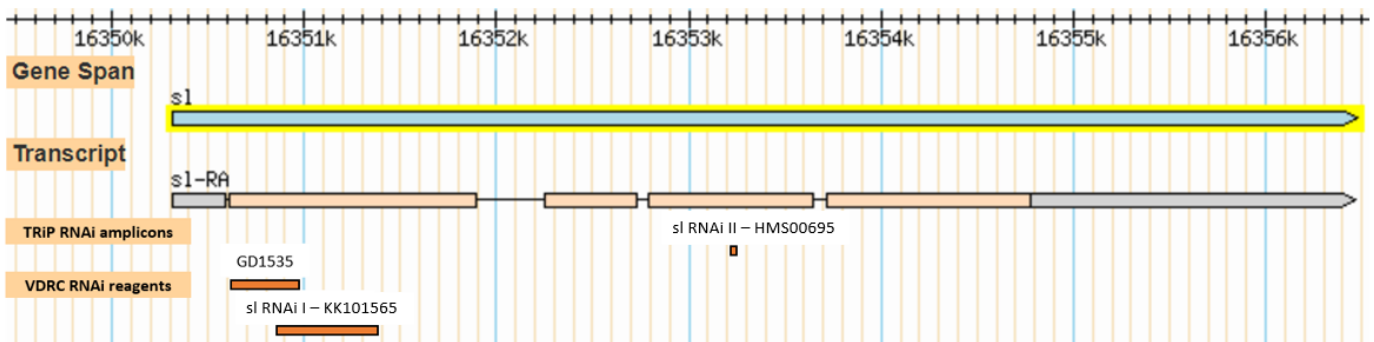 16350k 16351k 16352k 16353k 16354k 16355k 16356k
Gene Span
sl
Transcript
sl-RA
TRiP RNAi amplicons
sl RNAi II – HMS00695
GD1535
VDRC RNAi reagents
sl RNAi I – KK101565